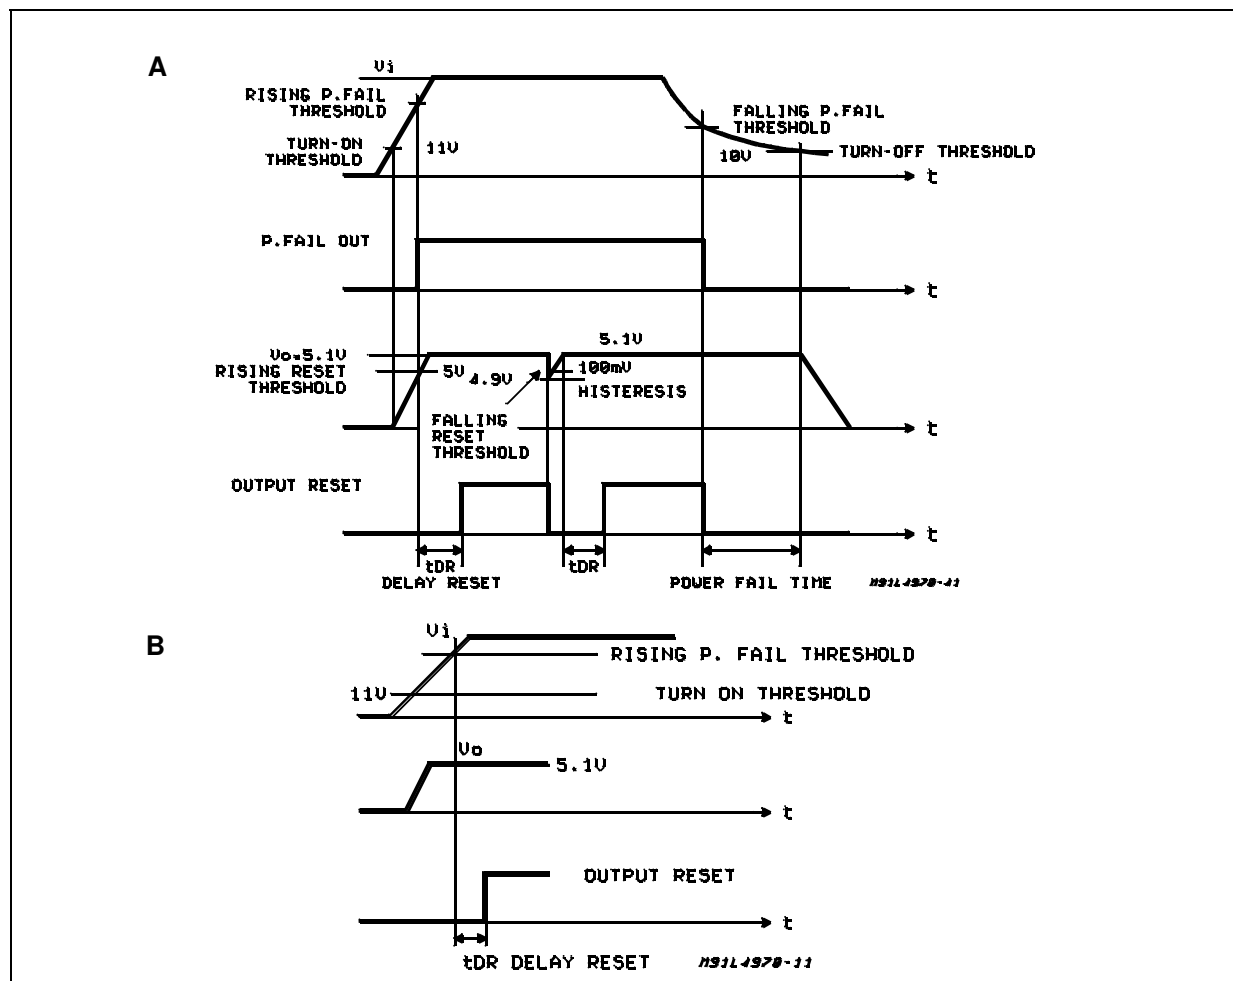 A
Vi
RISING P.FAIL
THRESHOLD
FALLING P.FAIL
THRESHOLD
TURN-ON
THRESHOLD
11V
10V
TURN-OFF THRESHOLD
t
P.FAIL OUT
t
5.1V
Vo=5.1V
RISING RESET
THRESHOLD
5V
4.9V
100mV
HISTERESIS
FALLING
RESET
THRESHOLD
t
OUTPUT RESET
t
tDR
tDR
DELAY RESET
POWER FAIL TIME
B
Vi
RISING P. FAIL THRESHOLD
11V
TURN ON THRESHOLD
t
Vo
5.1V
t
OUTPUT RESET
t
tDR DELAY RESET
M91L4970-11